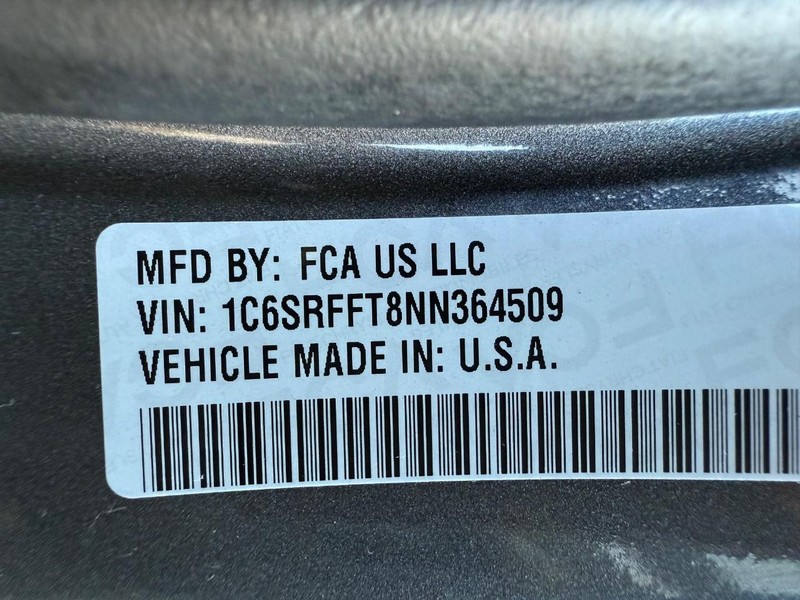 MFD BY: FCA US LLC
VIN: 1C6SRFFT8NN364509
VEHICLE MADE IN: U.S.A.